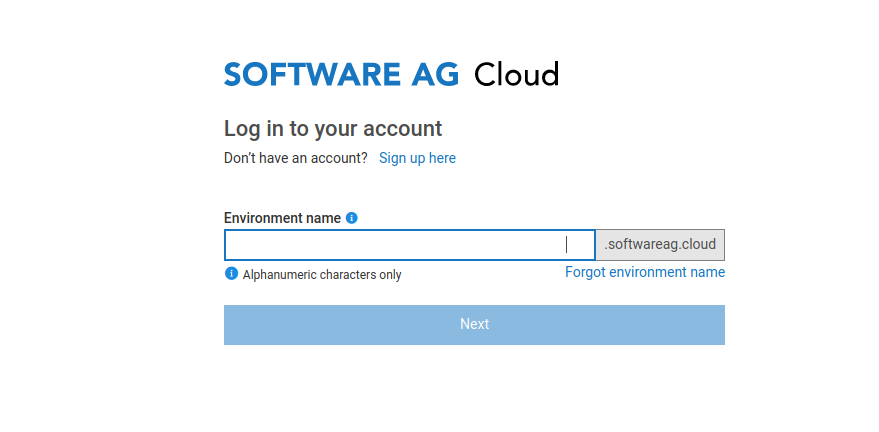 SOFTWARE AG Cloud
Log in to your account
Don't have an account? Sign up here
Environment name
.softwareag.cloud
Alphanumeric characters only
Forgot environment name
Next